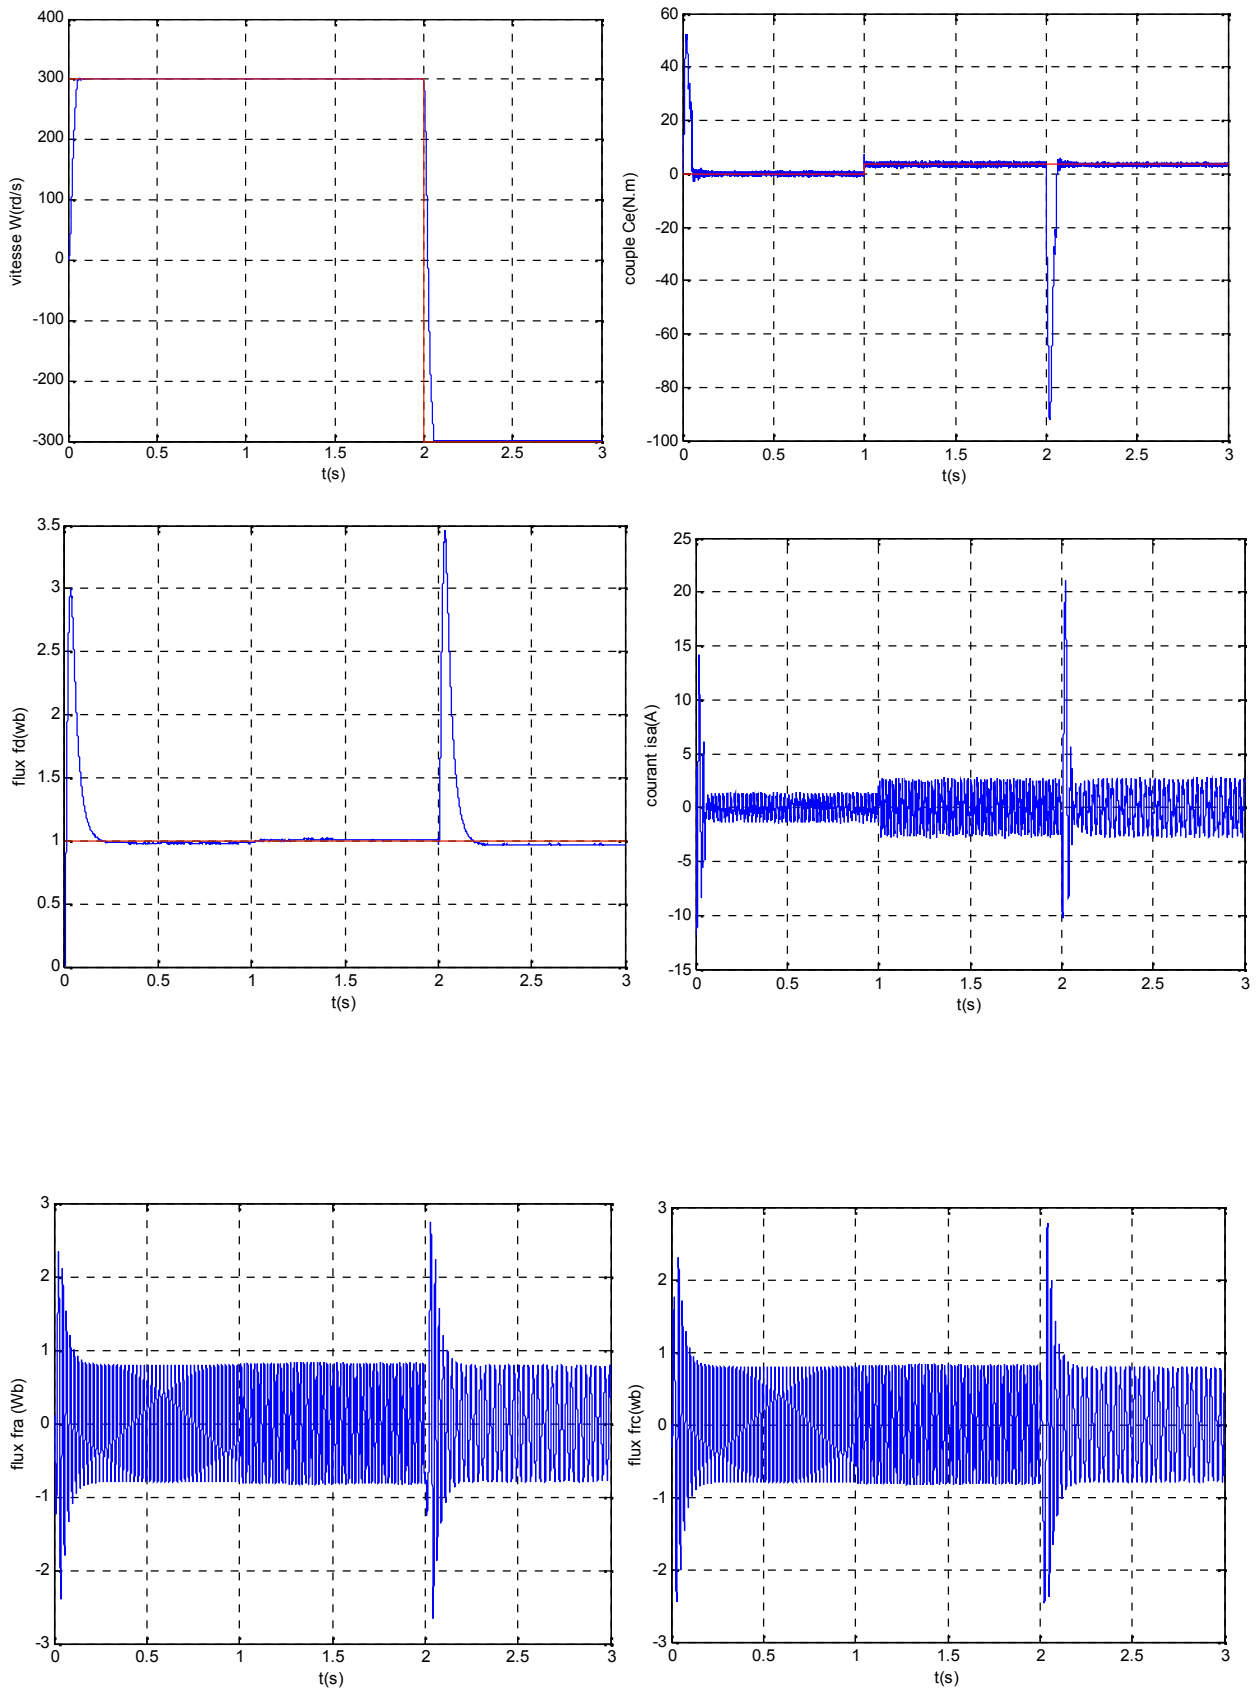 400
300
200
100
0
-100
-200
-300
0 0.5 1 1.5 2 2.5 3
t(s)
vitesse W(rd/s)
60
40
20
0
-20
-40
-60
-80
-100
0 0.5 1 1.5 2 2.5 3
t(s)
couple Ce(N.m)
3.5
3
2.5
2
1.5
1
0.5
0
0 0.5 1 1.5 2 2.5 3
t(s)
flux fd(wb)
25
20
15
10
5
0
-5
-10
-15
0 0.5 1 1.5 2 2.5 3
t(s)
courant isa(A)
3
2
1
0
-1
-2
-3
0 0.5 1 1.5 2 2.5 3
t(s)
flux fra (Wb)
3
2
1
0
-1
-2
-3
0 0.5 1 1.5 2 2.5 3
t(s)
flux frc(wb)